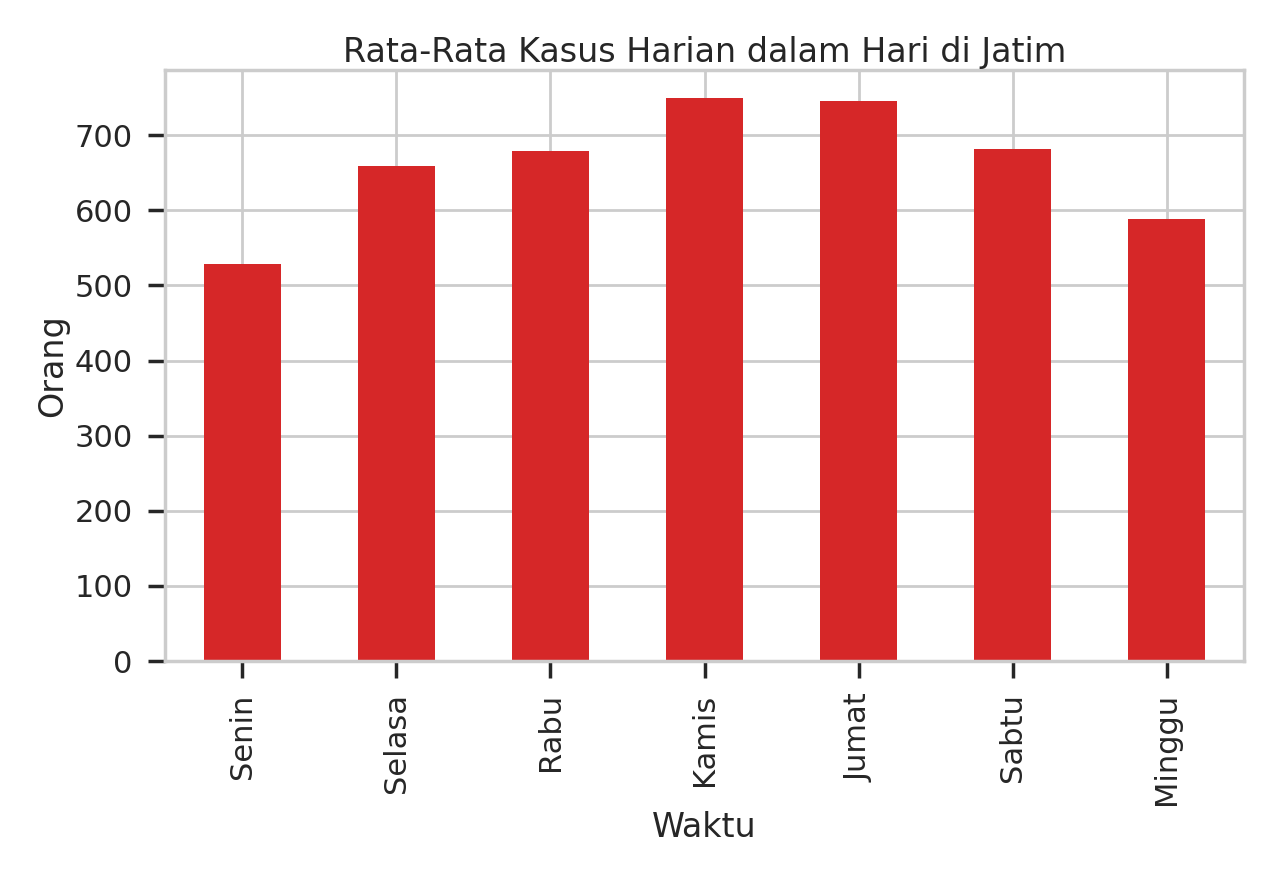 Rata-Rata Kasus Harian dalam Hari di Jatim
Orang
700
600
500
400
300
200
100
0
Senin
Selasa
Rabu
Kamis
Jumat
Sabtu
Minggu
Waktu